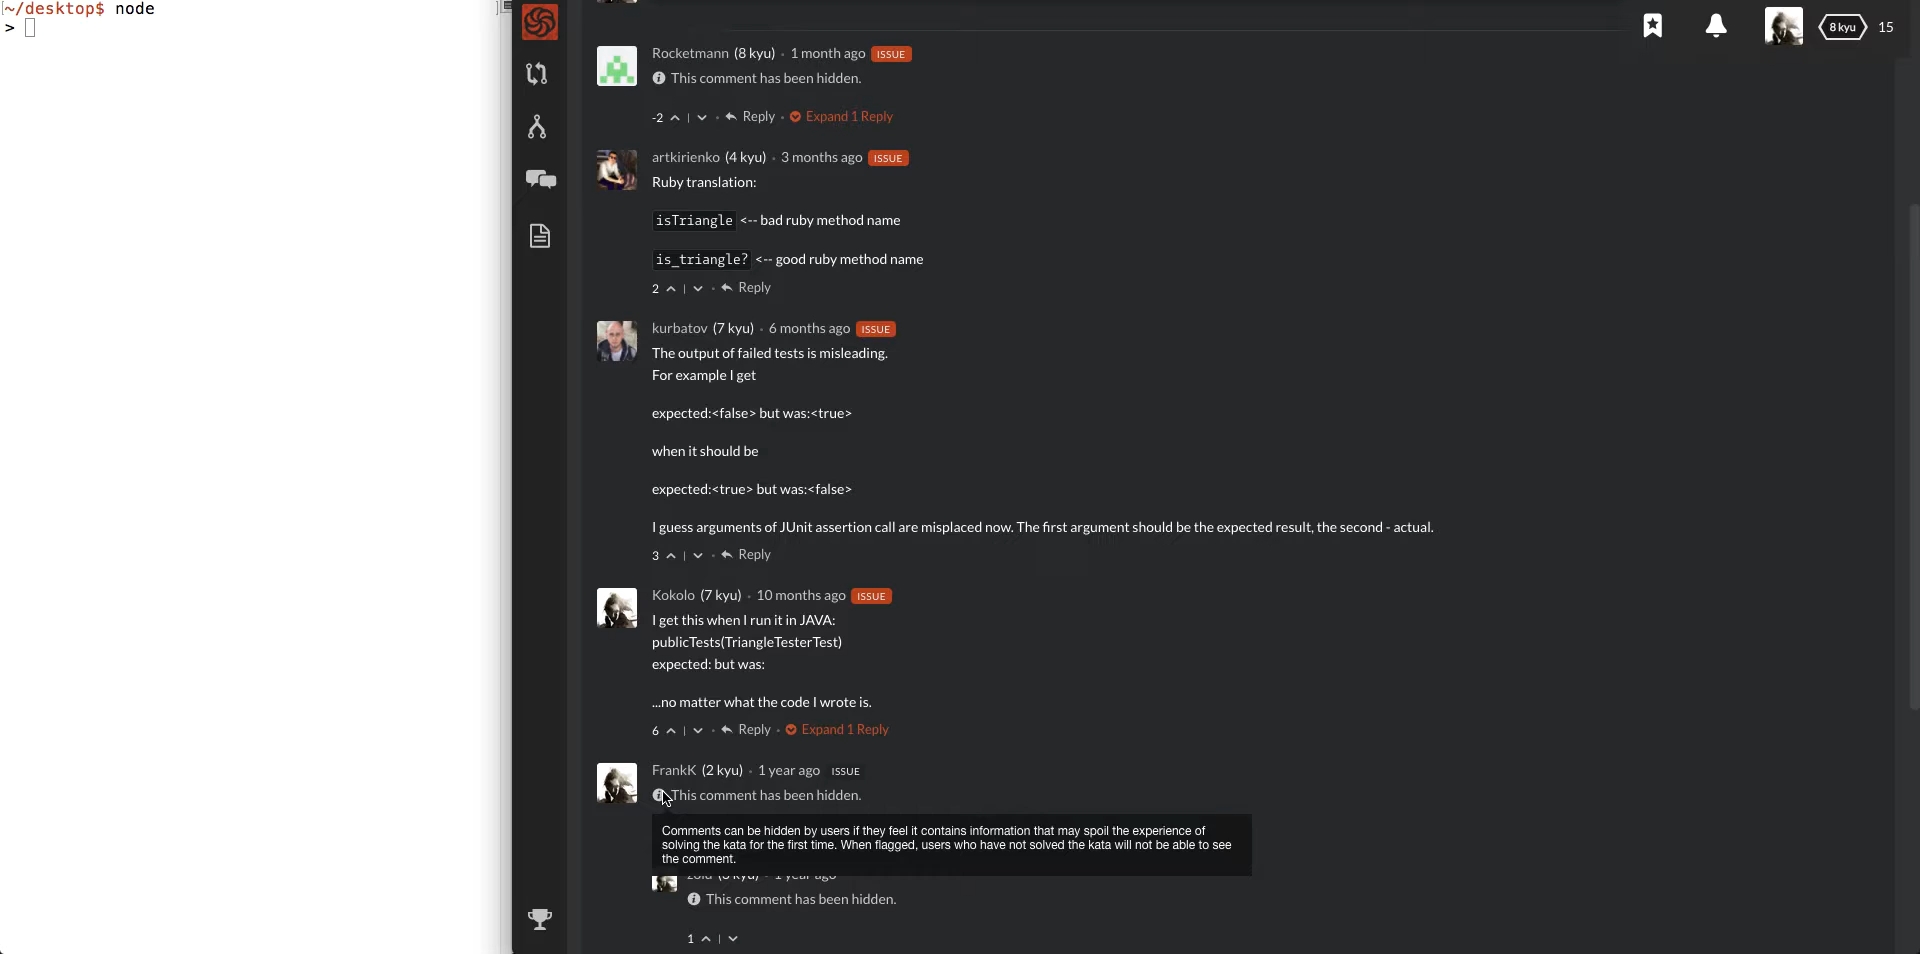 [~/desktop$ node
>
8 kyu 15
Rocketmann (8 kyu) • 1 month ago ISSUE
This comment has been hidden.
-2 | • Reply • Expand 1 Reply
artkirienko (4 kyu) • 3 months ago ISSUE
Ruby translation:
isTriangle <-- bad ruby method name
is_triangle? <-- good ruby method name
2 | • Reply
kurbatov (7 kyu) • 6 months ago ISSUE
The output of failed tests is misleading.
For example I get
expected:<false> but was:<true>
when it should be
expected:<true> but was:<false>
I guess arguments of JUnit assertion call are misplaced now. The first argument should be the expected result, the second - actual.
3 | • Reply
Kokolo (7 kyu) • 10 months ago ISSUE
I get this when I run it in JAVA:
publicTests(TriangleTesterTest)
expected: but was:
...no matter what the code I wrote is.
6 | • Reply • Expand 1 Reply
FrankK (2 kyu) • 1 year ago ISSUE
This comment has been hidden.
Comments can be hidden by users if they feel it contains information that may spoil the experience of
solving the kata for the first time. When flagged, users who have not solved the kata will not be able to see
the comment.
1 year ago
This comment has been hidden.
1 |